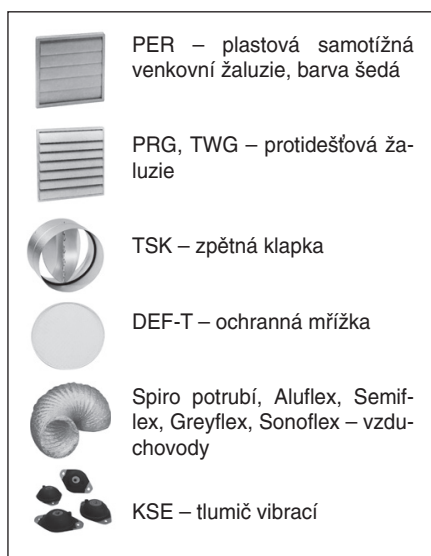 PER – plastová samotížná
venkovní žaluzie, barva šedá
PRG, TWG – protidešťová ža-
luzie
TSK – zpětná klapka
DEF-T – ochranná mřížka
Spiro potrubí, Aluflex, Semif-
lex, Greyflex, Sonoflex – vzdu-
chovody
KSE – tlumič vibrací